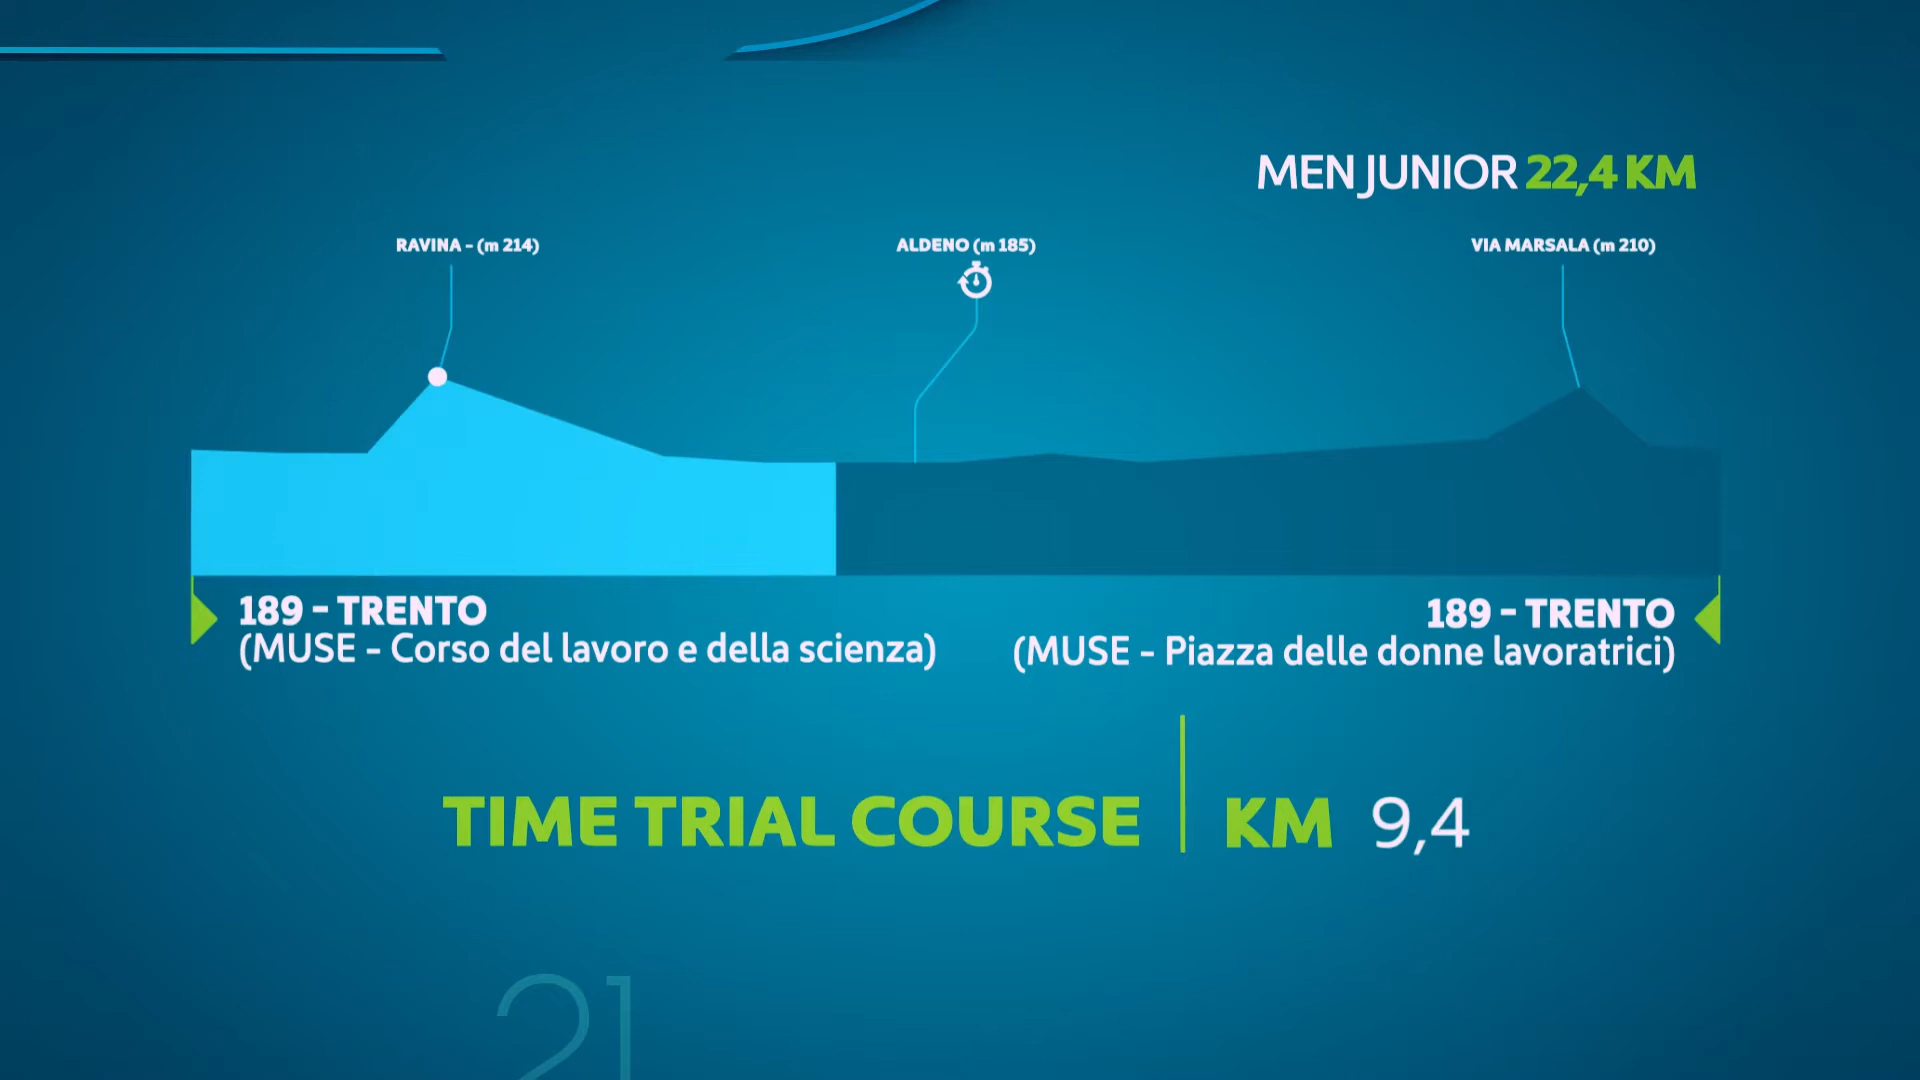 MEN JUNIOR 22,4 KM
RAVINA - (m 214)
ALDENO (m 185)
VIA MARSALA (m 210)
189 - TRENTO
(MUSE - Corso del lavoro e della scienza)
189 - TRENTO
(MUSE - Piazza delle donne lavoratrici)
TIME TRIAL COURSE KM 9,4
21